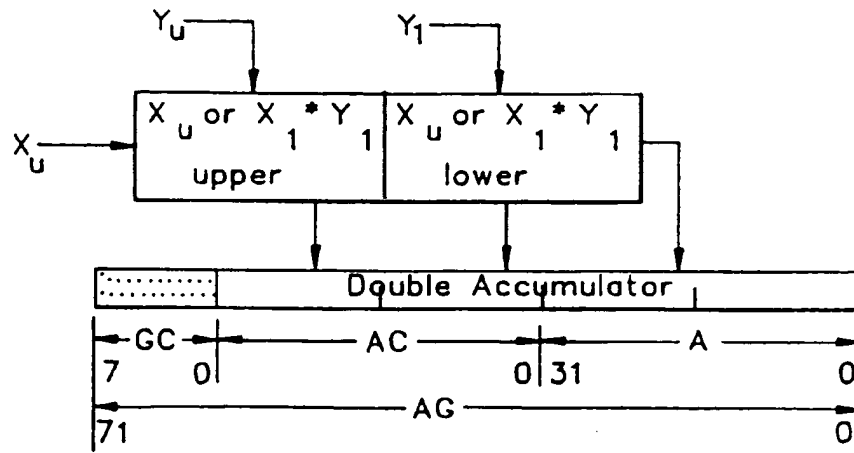 Y_u Y_1
X_u or X_1 * Y_1 X_u or X_1 * Y_1
X_u
upper lower
Double Accumulator
GC AC A
7 0 0 31 0
AG
71 0